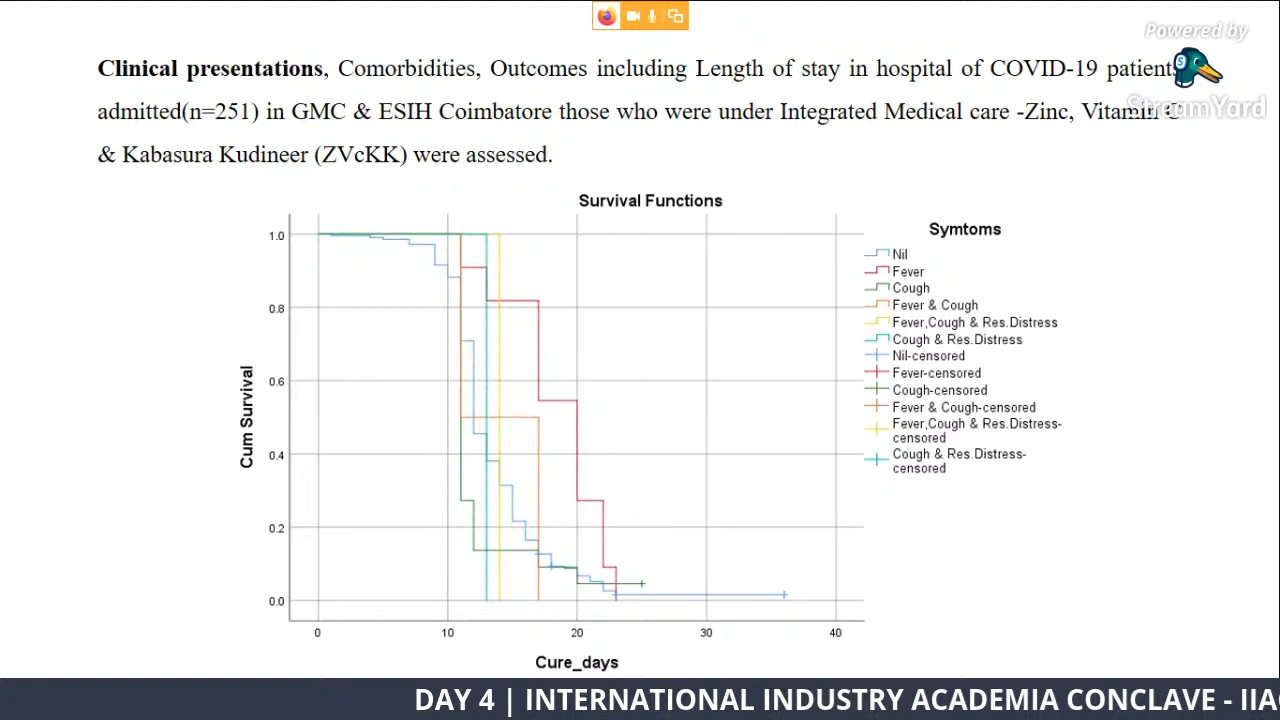 Powered by
StreamYard
Clinical presentations, Comorbidities, Outcomes including Length of stay in hospital of COVID-19 patients
admitted(n=251) in GMC & ESIH Coimbatore those who were under Integrated Medical care -Zinc, Vitamin C
& Kabasura Kudineer (ZVcKK) were assessed.
Survival Functions
Symtoms
Nil
Fever
Cough
Fever & Cough
Fever,Cough & Res.Distress
Cough & Res.Distress
Nil-censored
Fever-censored
Cough-censored
Fever & Cough-censored
Fever,Cough & Res.Distress-
censored
Cough & Res.Distress-
censored
Cum Survival
1.0
0.8
0.6
0.4
0.2
0.0
0 10 20 30 40
Cure_days
DAY 4 | INTERNATIONAL INDUSTRY ACADEMIA CONCLAVE - IIA